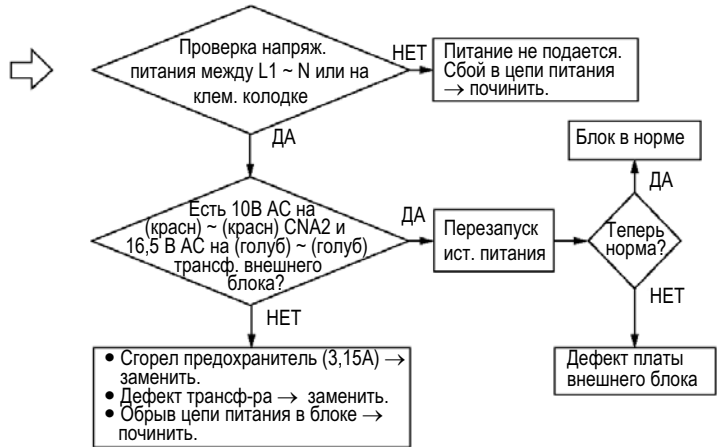 Проверка напряж.
питания между L1 ~ N или на
клем. колодке
НЕТ
Питание не подается.
Сбой в цепи питания
→ починить.
ДА
Блок в норме
ДА
Есть 10В АС на
(красн) ~ (красн) CNA2 и
16,5 В АС на (голуб) ~ (голуб)
трансф. внешнего
блока?
ДА
Перезапуск
ист. питания
Теперь
норма?
НЕТ
НЕТ
● Сгорел предохранитель (3,15А) →
заменить.
● Дефект трансф-ра → заменить.
● Обрыв цепи питания в блоке →
починить.
Дефект платы
внешнего блока